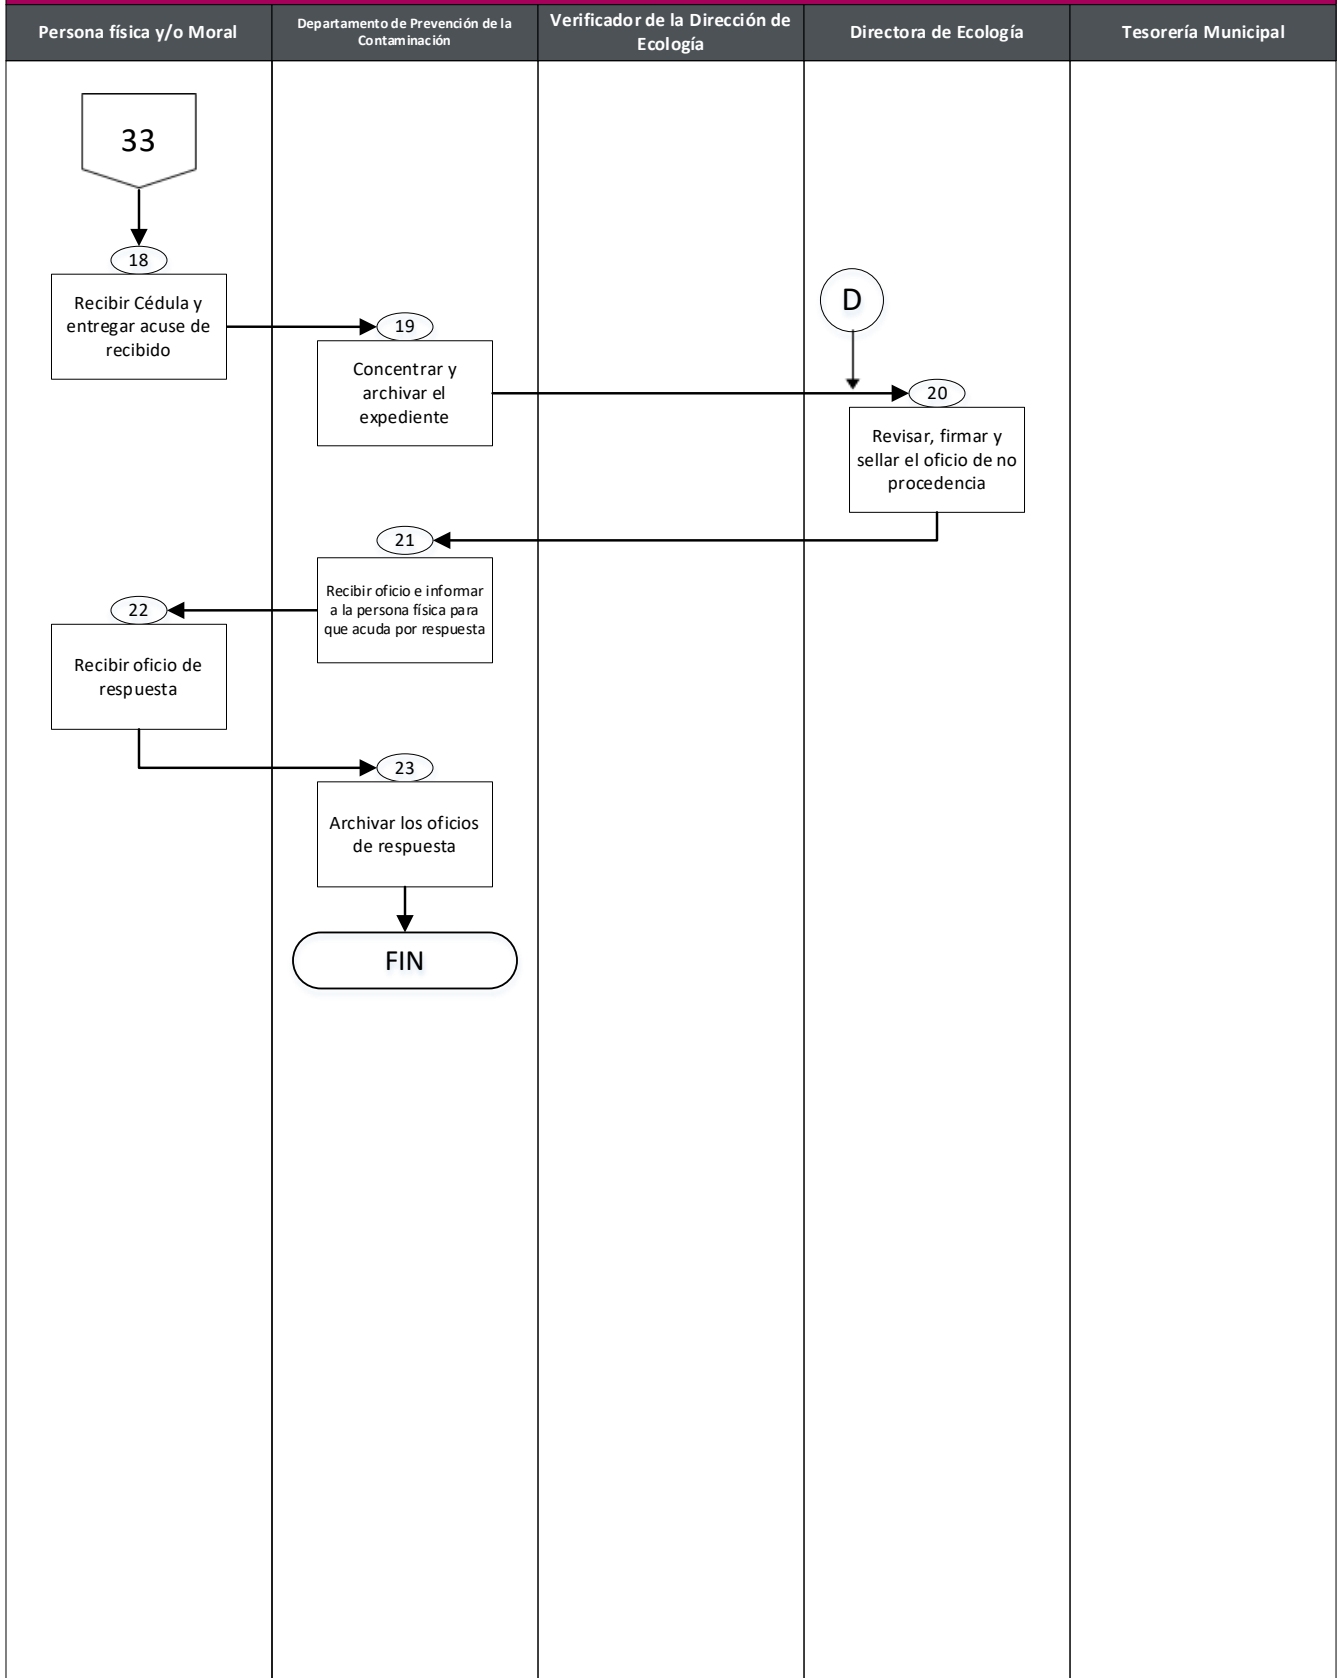 Persona física y/o Moral
Departamento de Prevención de la
Contaminación
Verificador de la Dirección de
Ecología
Directora de Ecología
Tesorería Municipal
33
18
Recibir Cédula y
entregar acuse de
recibido
19
Concentrar y
archivar el
expediente
D
20
Revisar, firmar y
sellar el oficio de no
procedencia
21
Recibir oficio e informar
a la persona física para
que acuda por respuesta
22
Recibir oficio de
respuesta
23
Archivar los oficios
de respuesta
FIN